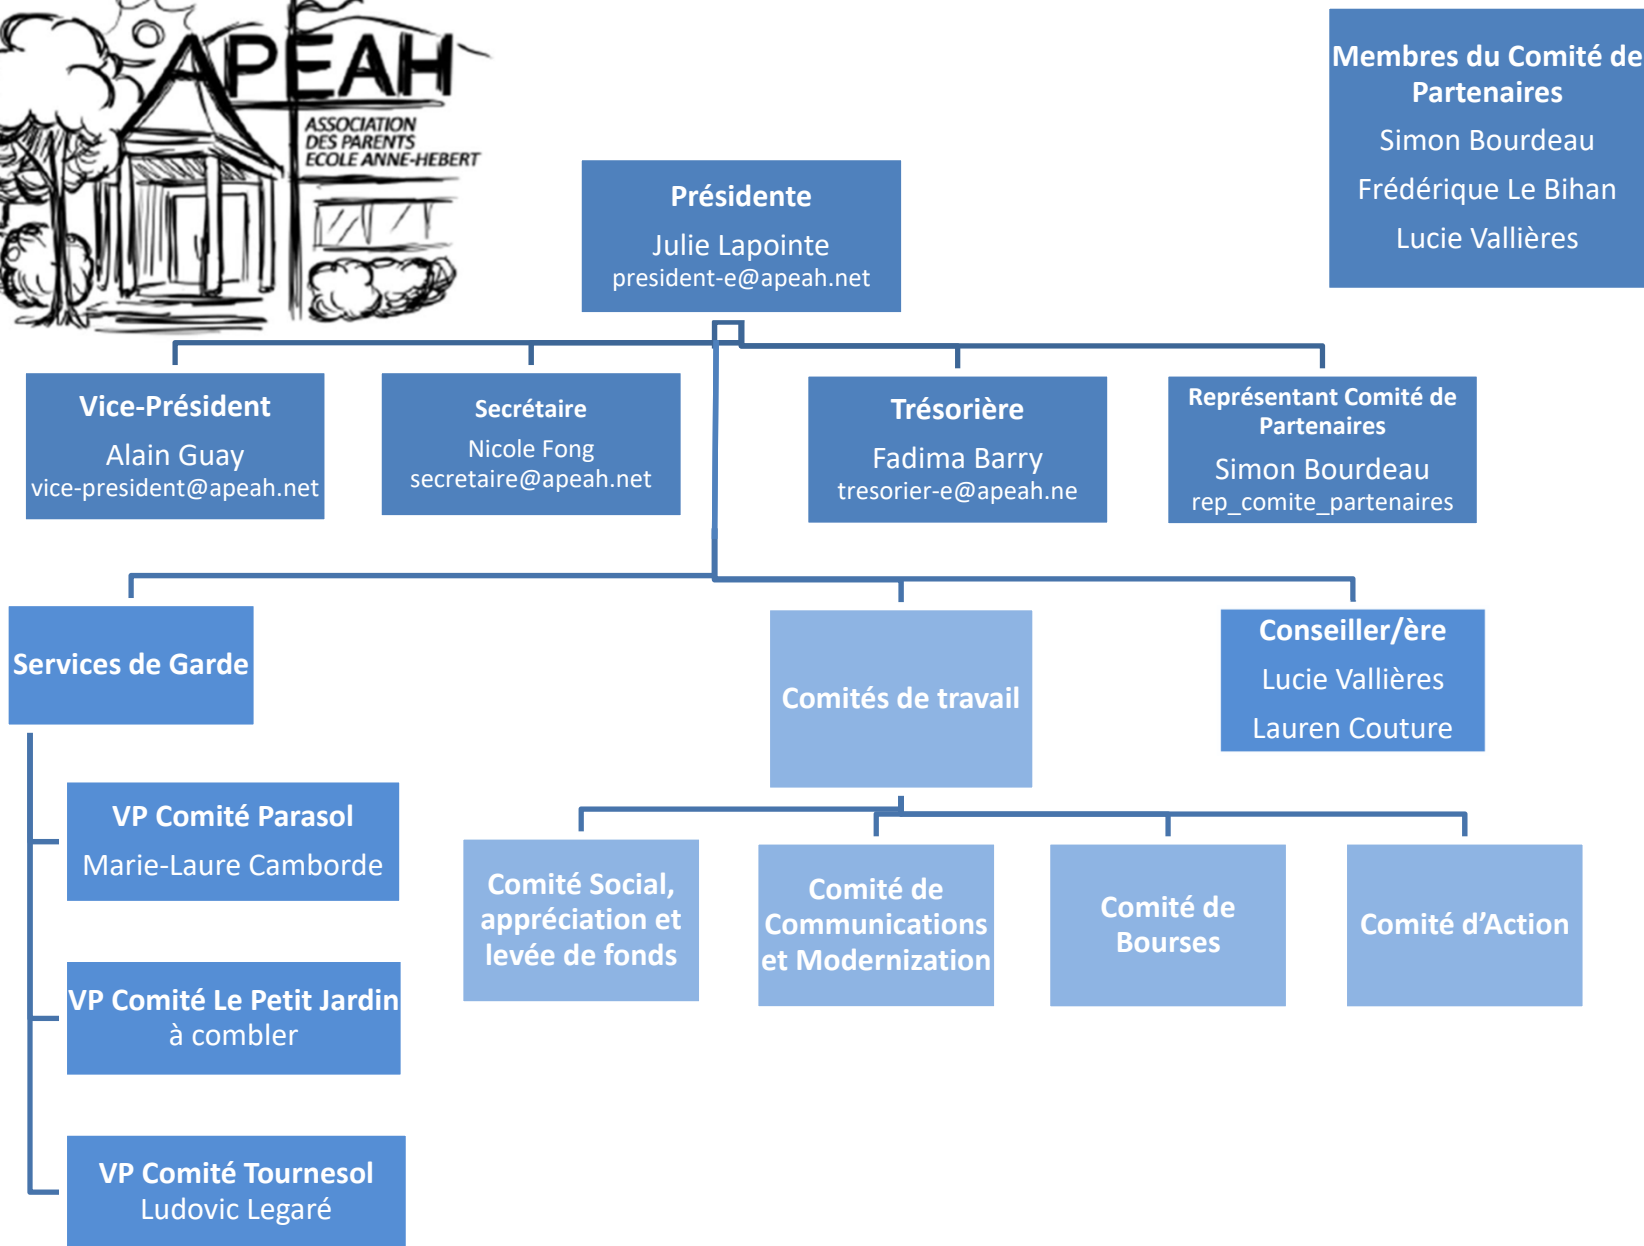 APEAH
ASSOCIATION
DES PARENTS
ECOLE ANNE-HEBERT
Membres du Comité de
Partenaires
Simon Bourdeau
Frédérique Le Bihan
Lucie Vallières
Présidente
Julie Lapointe
president-e@apeah.net
Vice-Président
Alain Guay
vice-president@apeah.net
Secrétaire
Nicole Fong
secretaire@apeah.net
Trésorière
Fadima Barry
tresorier-e@apeah.ne
Représentant Comité de
Partenaires
Simon Bourdeau
rep_comite_partenaires
Services de Garde
Comités de travail
Conseiller/ère
Lucie Vallières
Lauren Couture
VP Comité Parasol
Marie-Laure Camborde
VP Comité Le Petit Jardin
à combler
VP Comité Tournesol
Ludovic Legaré
Comité Social,
appréciation et
levée de fonds
Comité de
Communications
et Modernization
Comité de
Bourses
Comité d’Action